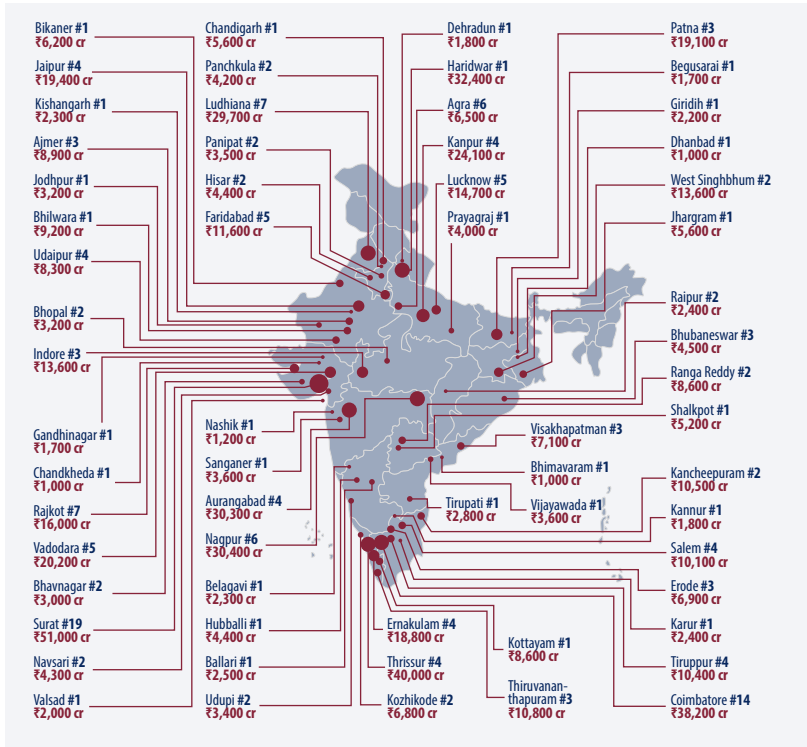 Bikaner #1
₹6,200 cr
Jaipur #4
₹19,400 cr
Kishangarh #1
₹2,300 cr
Ajmer #3
₹8,900 cr
Jodhpur #1
₹3,200 cr
Bhilwara #1
₹9,200 cr
Udaipur #4
₹8,300 cr
Bhopal #2
₹3,200 cr
Indore #3
₹13,600 cr
Gandhinagar #1
₹1,700 cr
Chandkheda #1
₹1,000 cr
Rajkot #7
₹16,000 cr
Vadodara #5
₹20,200 cr
Bhavnagar #2
₹3,000 cr
Surat #19
₹51,000 cr
Navsari #2
₹4,300 cr
Valsad #1
₹2,000 cr
Chandigarh #1
₹5,600 cr
Panchkula #2
₹4,200 cr
Ludhiana #7
₹29,700 cr
Panipat #2
₹3,500 cr
Hisar #2
₹4,400 cr
Faridabad #5
₹11,600 cr
Nashik #1
₹1,200 cr
Sanganer #1
₹3,600 cr
Aurangabad #4
₹30,300 cr
Nagpur #6
₹30,400 cr
Belagavi #1
₹2,300 cr
Hubballi #1
₹4,400 cr
Ballari #1
₹2,500 cr
Udupi #2
₹3,400 cr
Dehradun #1
₹1,800 cr
Haridwar #1
₹32,400 cr
Agra #6
₹6,500 cr
Kanpur #4
₹24,100 cr
Lucknow #5
₹14,700 cr
Prayagraj #1
₹4,000 cr
Visakhapatman #3
₹7,100 cr
Bhimavaram #1
₹1,000 cr
Tirupati #1
₹2,800 cr
Vijayawada #1
₹3,600 cr
Ernakulam #4
₹18,800 cr
Thrissur #4
₹40,000 cr
Kozhikode #2
₹6,800 cr
Kottayam #1
₹8,600 cr
Thiruvanan-
thapuram #3
₹10,800 cr
Patna #3
₹19,100 cr
Begusarai #1
₹1,700 cr
Giridih #1
₹2,200 cr
Dhanbad #1
₹1,000 cr
West Singhbhum #2
₹13,600 cr
Jhargram #1
₹5,600 cr
Raipur #2
₹2,400 cr
Bhubaneswar #3
₹4,500 cr
Ranga Reddy #2
₹8,600 cr
Shalkpot #1
₹5,200 cr
Kancheepuram #2
₹10,500 cr
Kannur #1
₹1,800 cr
Salem #4
₹10,100 cr
Erode #3
₹6,900 cr
Karur #1
₹2,400 cr
Tiruppur #4
₹10,400 cr
Coimbatore #14
₹38,200 cr